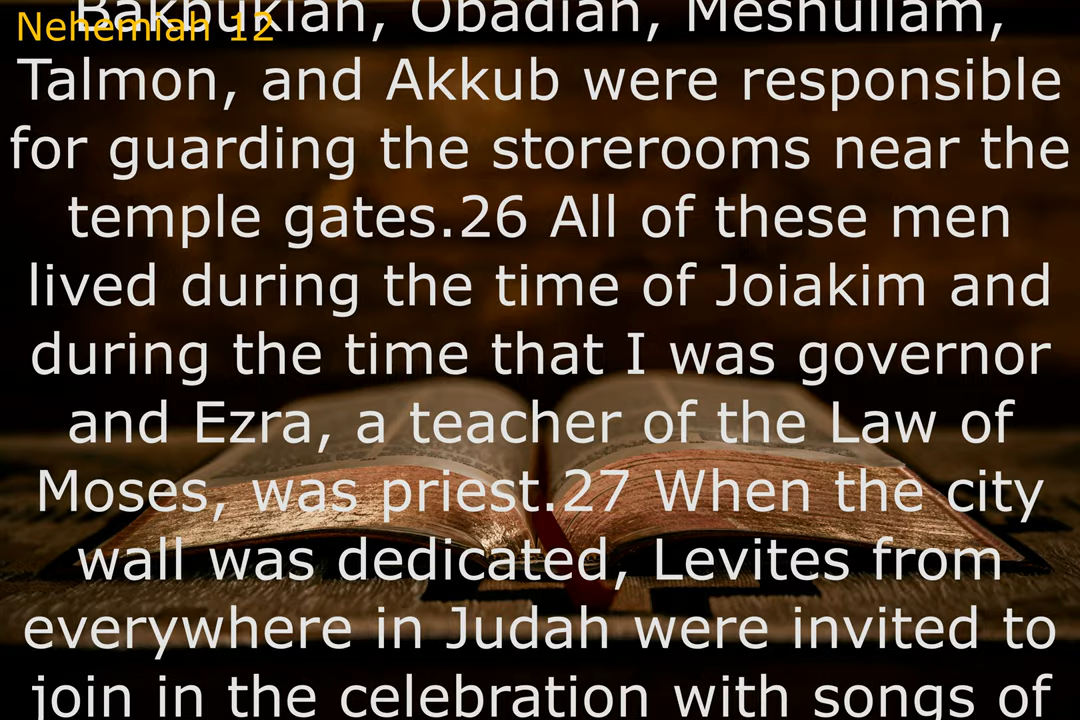 Nehemiah 12
Bakbukiah, Obadiah, Meshullam,
Talmon, and Akkub were responsible
for guarding the storerooms near the
temple gates.26 All of these men
lived during the time of Joiakim and
during the time that I was governor
and Ezra, a teacher of the Law of
Moses, was priest.27 When the city
wall was dedicated, Levites from
everywhere in Judah were invited to
join in the celebration with songs of